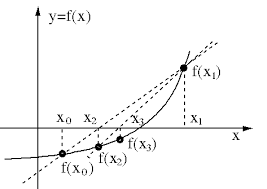 y=f(x)
f(x₁)
x₀ x₂ x₃ x₁
x
f(x₃)
f(x₂)
f(x₀)